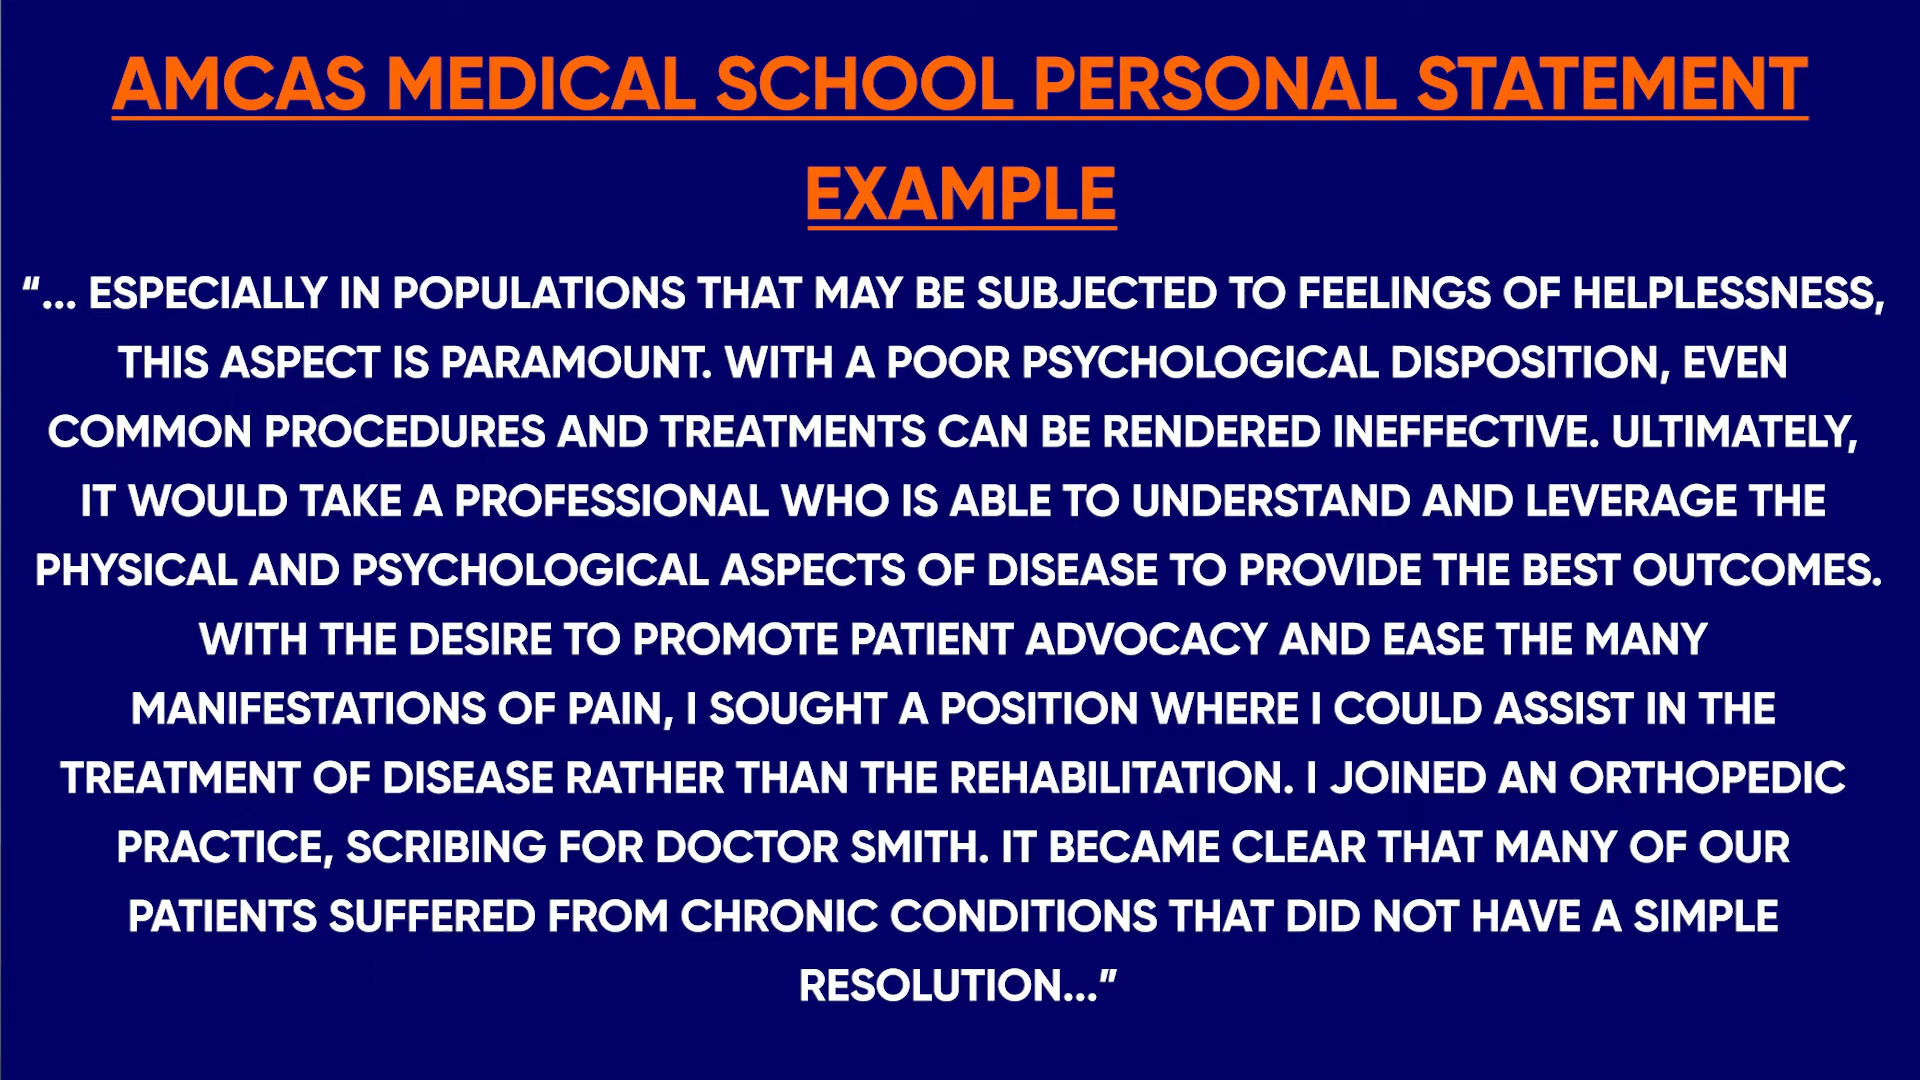 AMCAS MEDICAL SCHOOL PERSONAL STATEMENT
EXAMPLE
“... ESPECIALLY IN POPULATIONS THAT MAY BE SUBJECTED TO FEELINGS OF HELPLESSNESS,
THIS ASPECT IS PARAMOUNT. WITH A POOR PSYCHOLOGICAL DISPOSITION, EVEN
COMMON PROCEDURES AND TREATMENTS CAN BE RENDERED INEFFECTIVE. ULTIMATELY,
IT WOULD TAKE A PROFESSIONAL WHO IS ABLE TO UNDERSTAND AND LEVERAGE THE
PHYSICAL AND PSYCHOLOGICAL ASPECTS OF DISEASE TO PROVIDE THE BEST OUTCOMES.
WITH THE DESIRE TO PROMOTE PATIENT ADVOCACY AND EASE THE MANY
MANIFESTATIONS OF PAIN, I SOUGHT A POSITION WHERE I COULD ASSIST IN THE
TREATMENT OF DISEASE RATHER THAN THE REHABILITATION. I JOINED AN ORTHOPEDIC
PRACTICE, SCRIBING FOR DOCTOR SMITH. IT BECAME CLEAR THAT MANY OF OUR
PATIENTS SUFFERED FROM CHRONIC CONDITIONS THAT DID NOT HAVE A SIMPLE
RESOLUTION...”